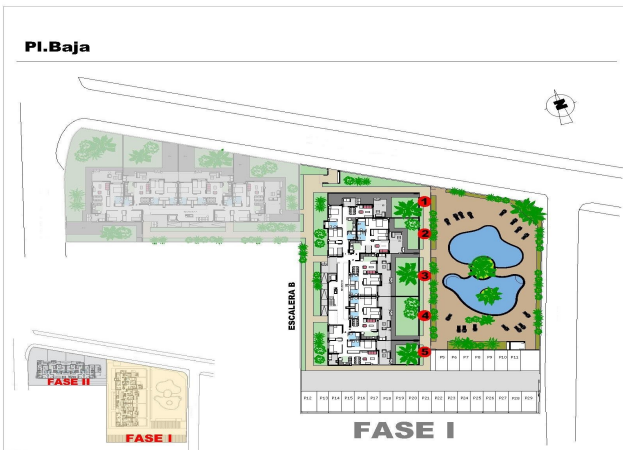 Pl.Baja
N
1
2
3
4
5
ESCALERA B
P5 P6 P7 P8 P9 P10 P11
P12 P13 P14 P15 P16 P17 P18 P19 P20 P21 P22 P23 P24 P25 P26 P27 P28 P29
FASE I
FASE II
FASE I